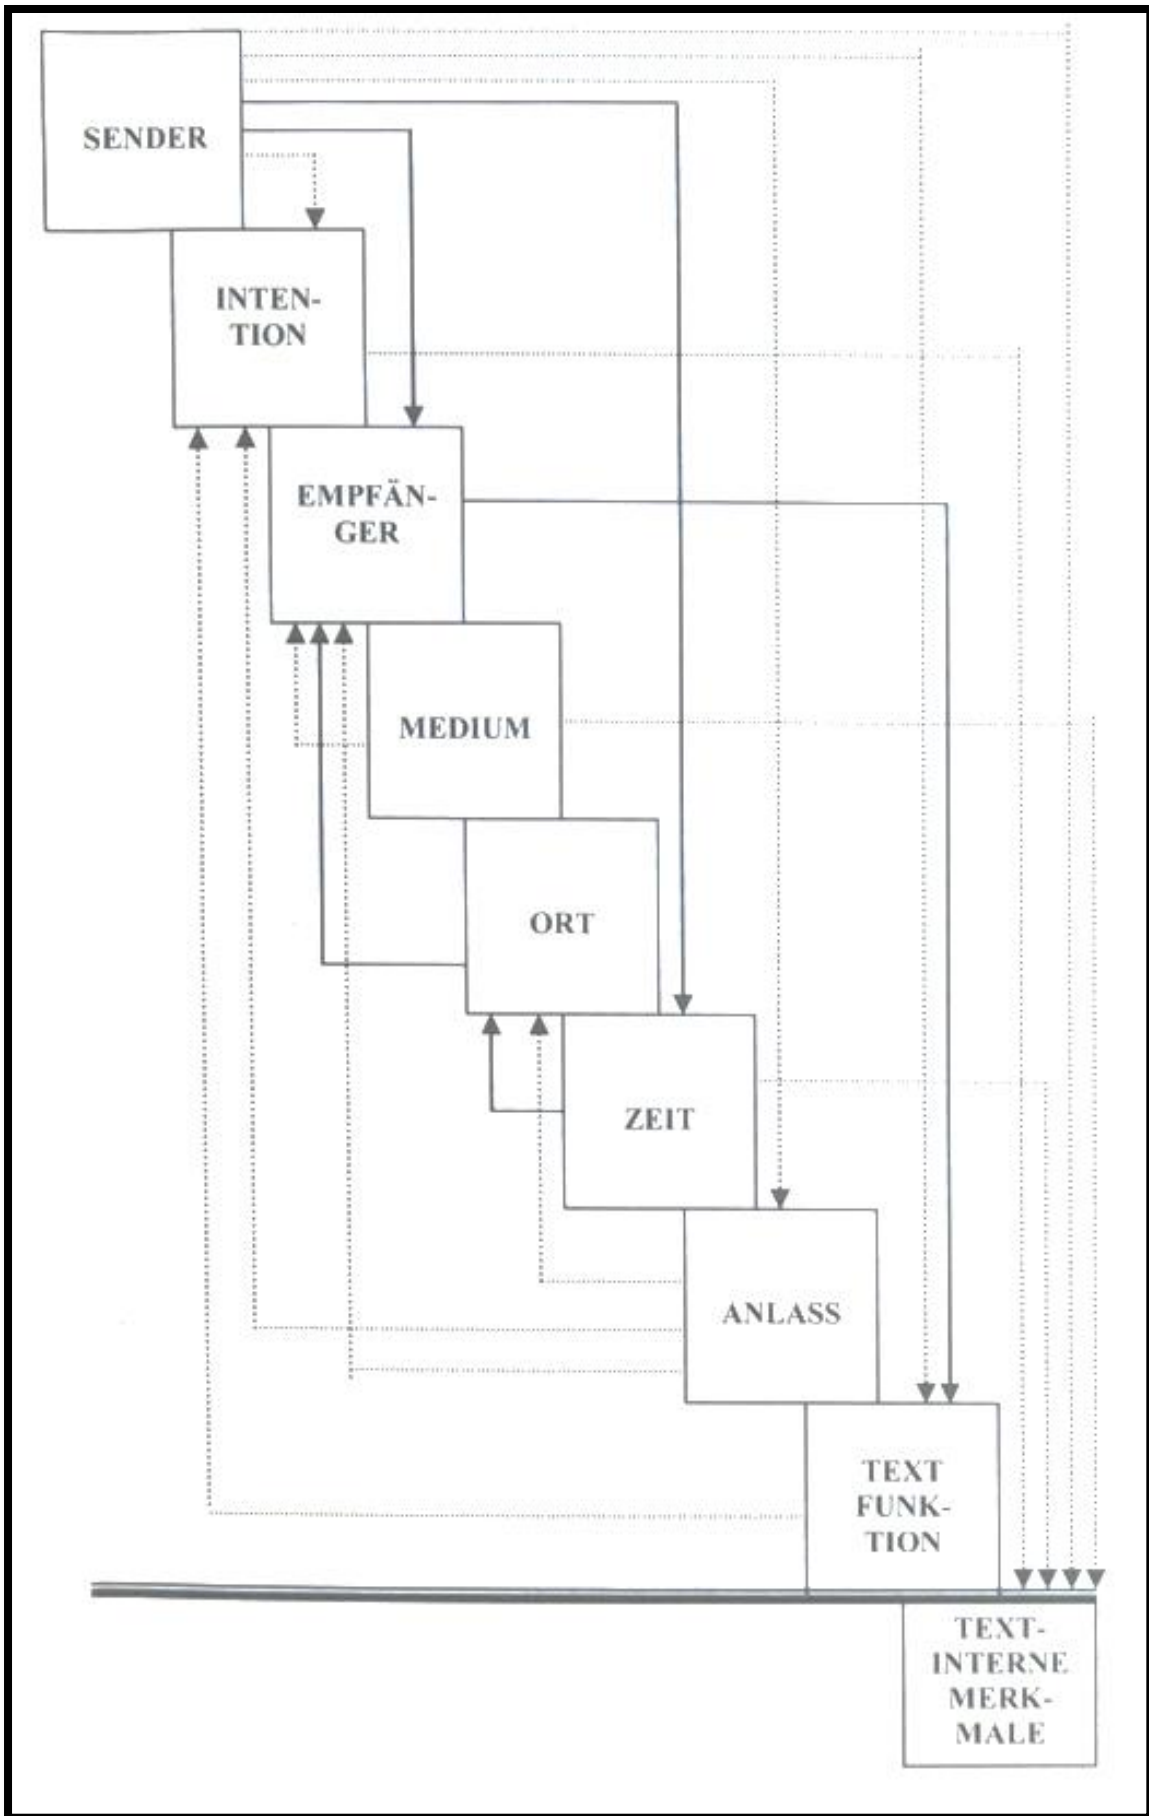 SENDER
INTEN-
TION
EMPFÄN-
GER
MEDIUM
ORT
ZEIT
ANLASS
TEXT
FUNK-
TION
TEXT-
INTERNE
MERK-
MALE